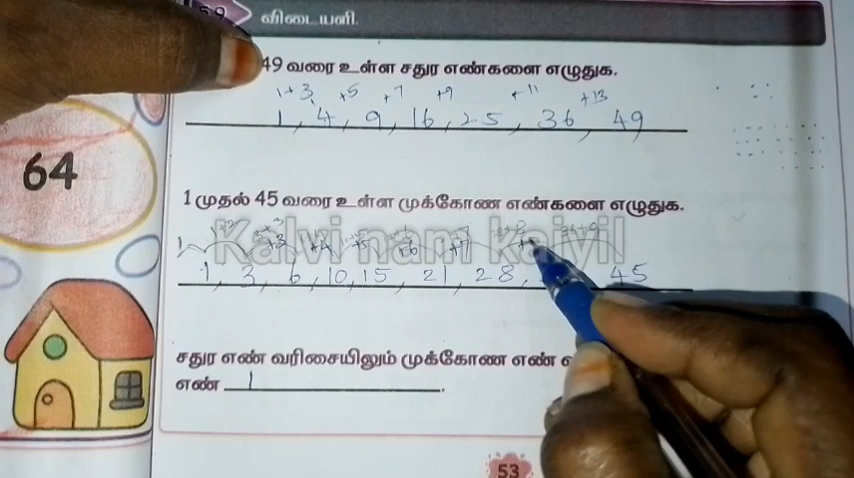 விடையளி.
49 வரை உள்ள சதுர எண்களை எழுதுக.
1+3 +5 +7 +9 +11 +13
1, 4, 9, 16, 25, 36, 49
64
1 முதல் 45 வரை உள்ள முக்கோண எண்களை எழுதுக.
Kalvi nam kaiyil
1, 3, 6, 10, 15, 21, 28, 45
சதுர எண் வரிசையிலும் முக்கோண எண்
எண் 1
53